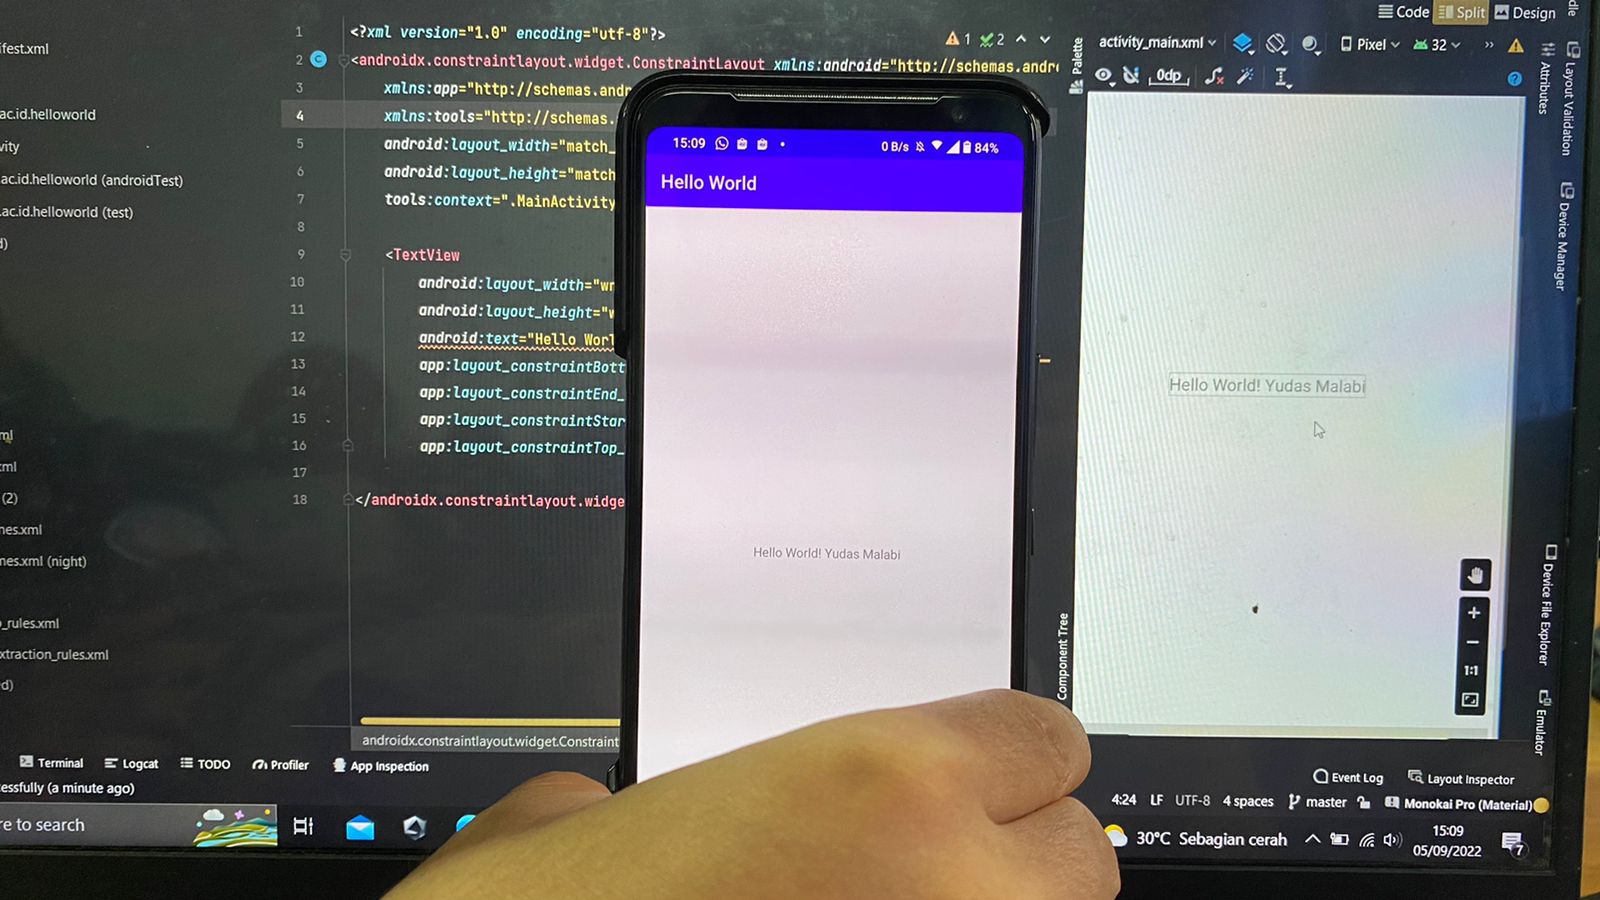 ifest.xml
ac.id.helloworld
vity
ac.id.helloworld (androidTest)
.ac.id.helloworld (test)
d)
ml
xml
(2)
mes.xml
mes.xml (night)
_rules.xml
xtraction_rules.xml
d)
1 <?xml version="1.0" encoding="utf-8"?>
2 <androidx.constraintlayout.widget.ConstraintLayout xmlns:android="http://schemas.andr
3 xmlns:app="http://schemas.and
4 xmlns:tools="http://schemas.
5 android:layout_width="match_
6 android:layout_height="match
7 tools:context=".MainActivity
8
9 <TextView
10 android:layout_width="wr
11 android:layout_height="w
12 android:text="Hello Worl
13 app:layout_constraintBott
14 app:layout_constraintEnd_
15 app:layout_constraintStar
16 app:layout_constraintTop_
17
18 </androidx.constraintlayout.widge
1 2
androidx.constraintlayout.widget.Constraint
15:09 0 B/s 84%
Hello World
Hello World! Yudas Malabi
Code Split Design
activity_main.xml Pixel 32
0dp
Palette
Component Tree
Hello World! Yudas Malabi
1:1
dle
Attributes
Layout Validation
Device Manager
Device File Explorer
Emulator
Terminal Logcat TODO Profiler App Inspection
Event Log Layout Inspector
essfully (a minute ago)
4:24 LF UTF-8 4 spaces master Monokai Pro (Material)
re to search
30°C Sebagian cerah
15:09
05/09/2022
7